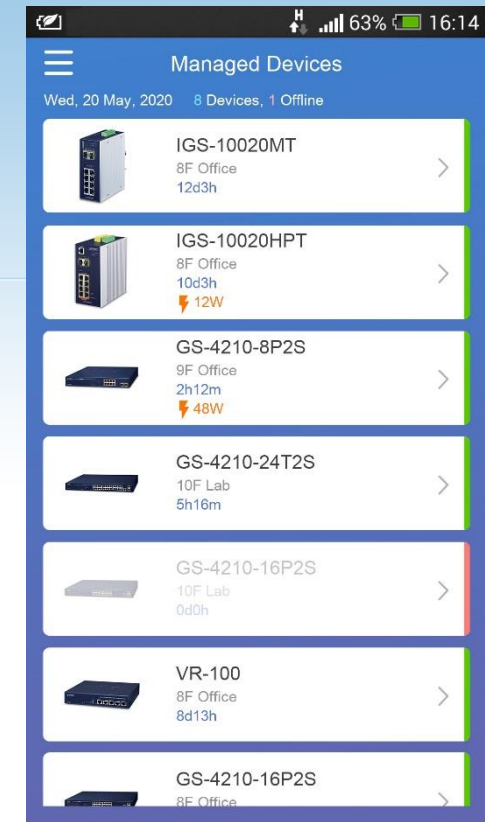 H 63% 16:14
Managed Devices
Wed, 20 May, 2020 8 Devices, 1 Offline
IGS-10020MT
8F Office
12d3h
IGS-10020HPT
8F Office
10d3h
12W
GS-4210-8P2S
9F Office
2h12m
48W
GS-4210-24T2S
10F Lab
5h16m
GS-4210-16P2S
10F Lab
0d0h
VR-100
8F Office
8d13h
GS-4210-16P2S
8F Office